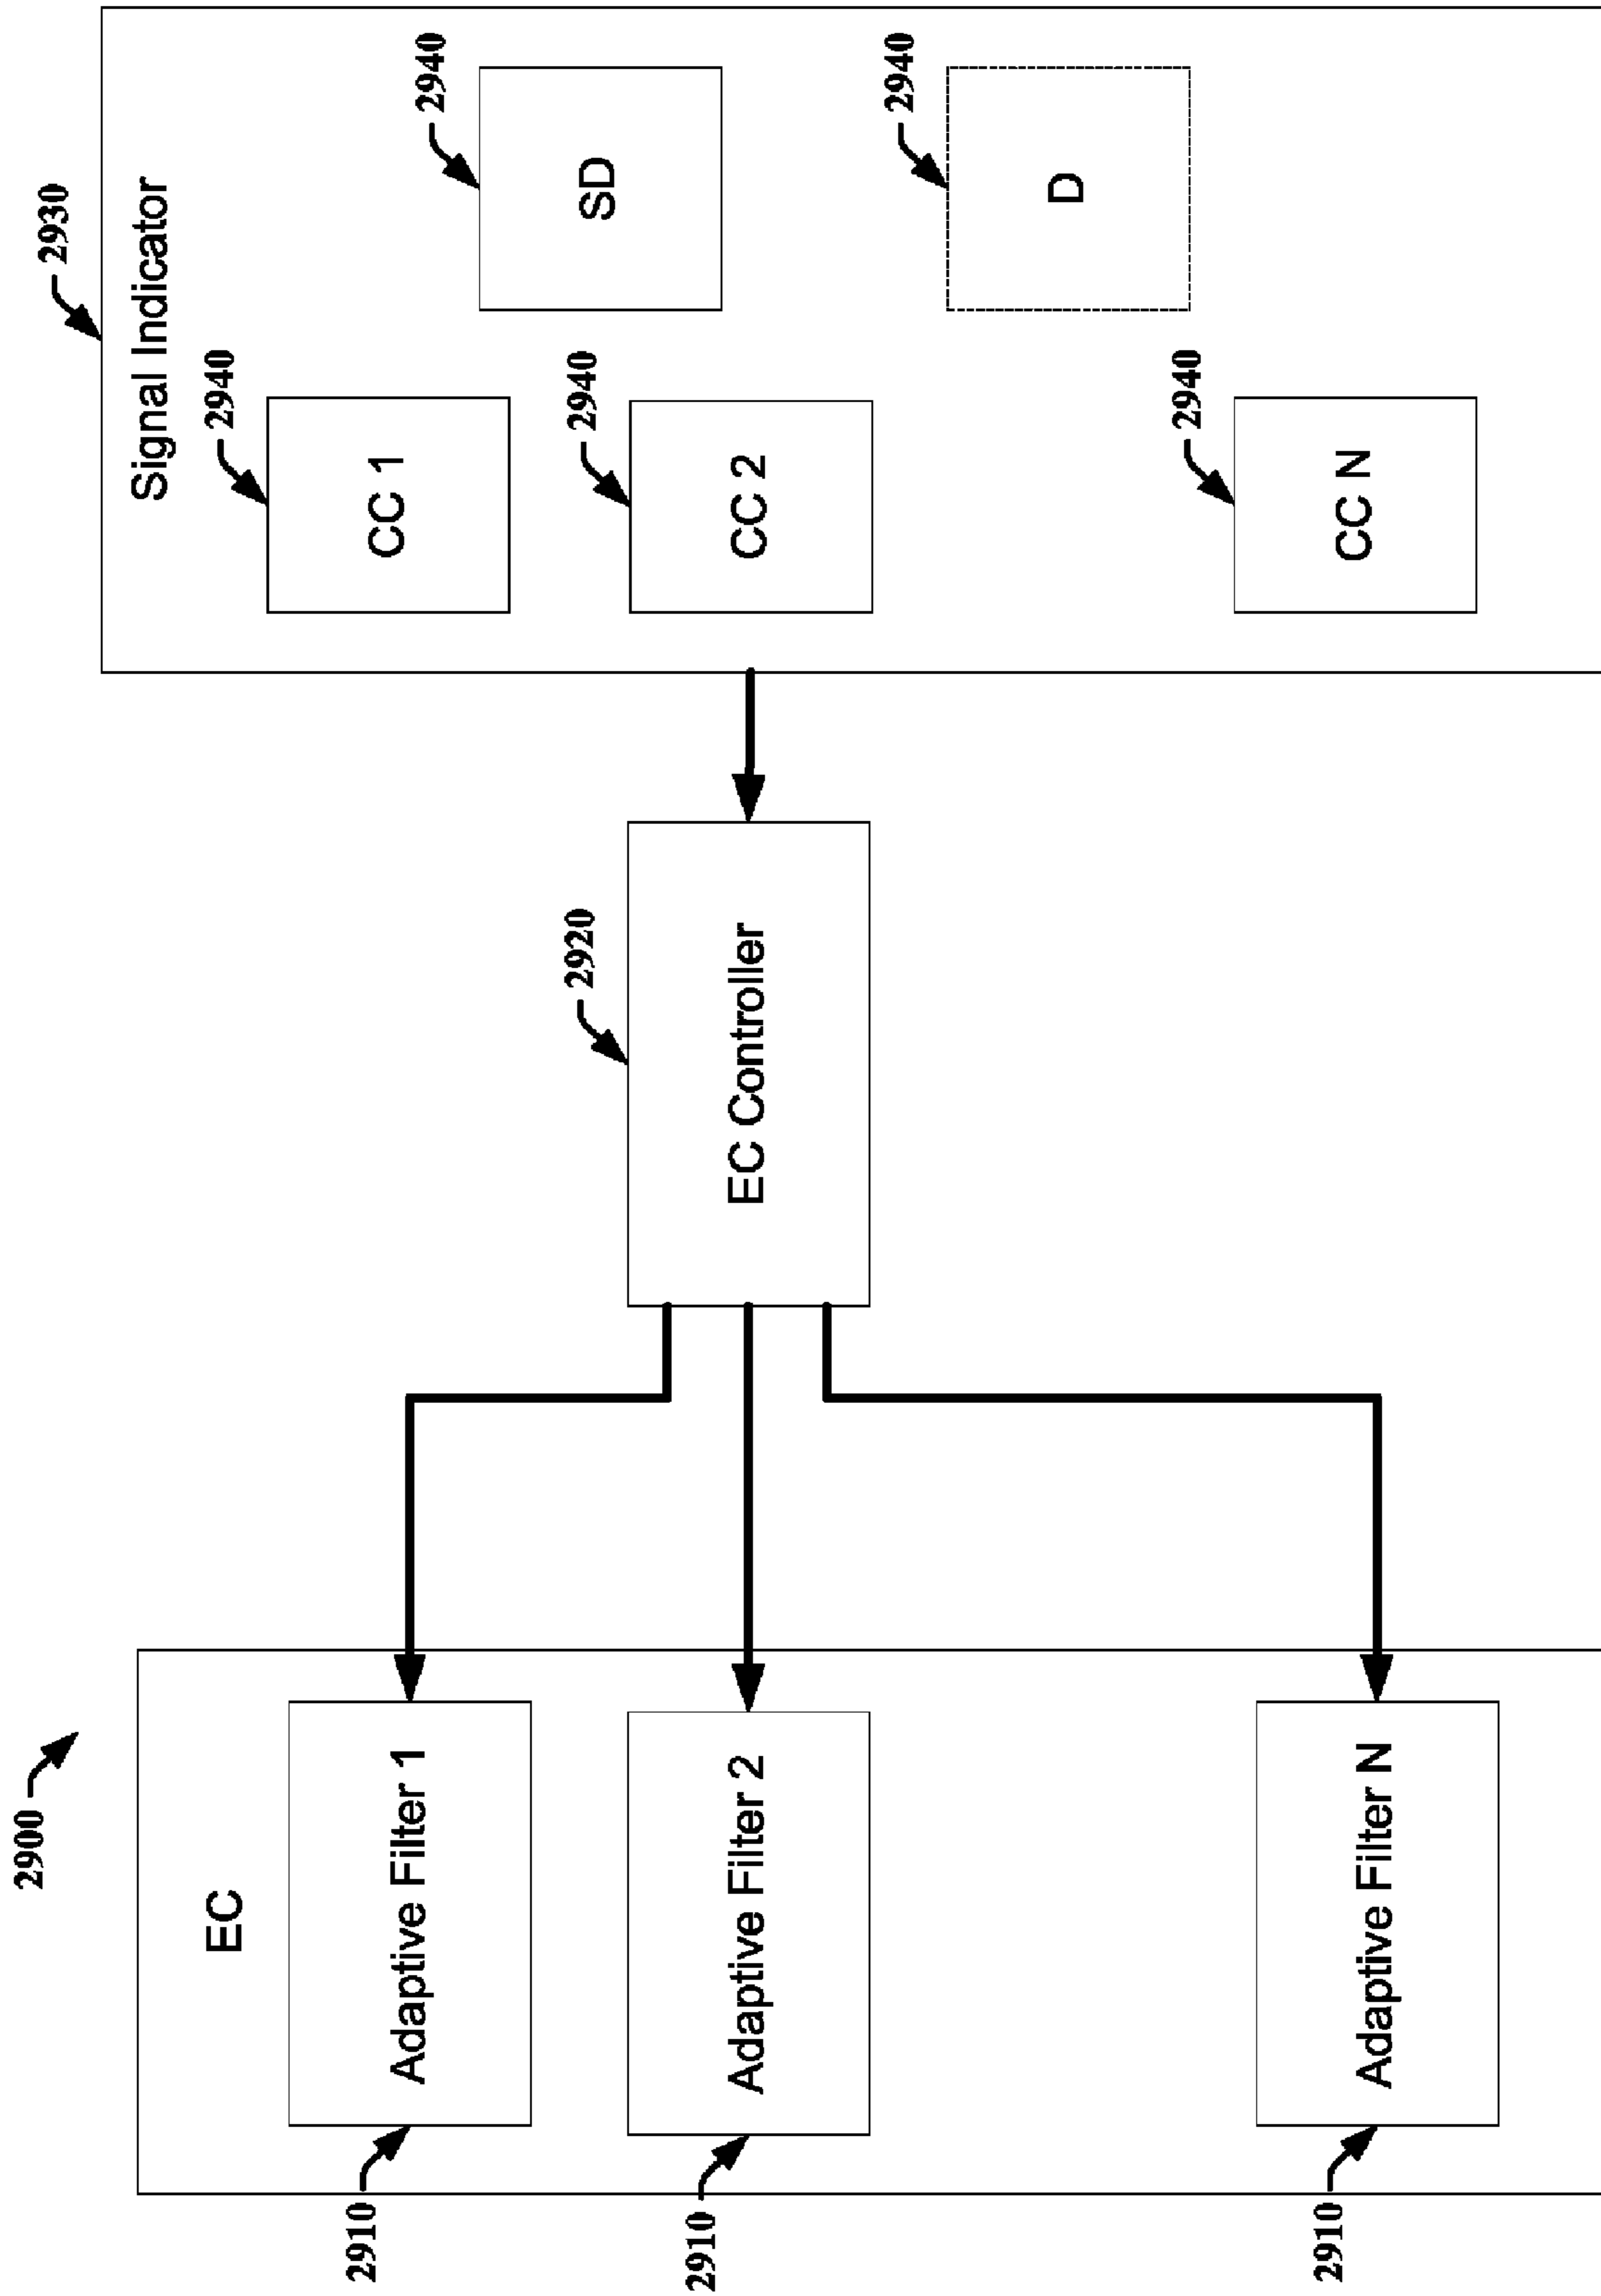 2900
EC
Adaptive Filter 1
2910
Adaptive Filter 2
2910
Adaptive Filter N
2910
EC Controller
2920
2930
Signal Indicator
CC 1
2940
CC 2
2940
CC N
2940
SD
2940
D
2940